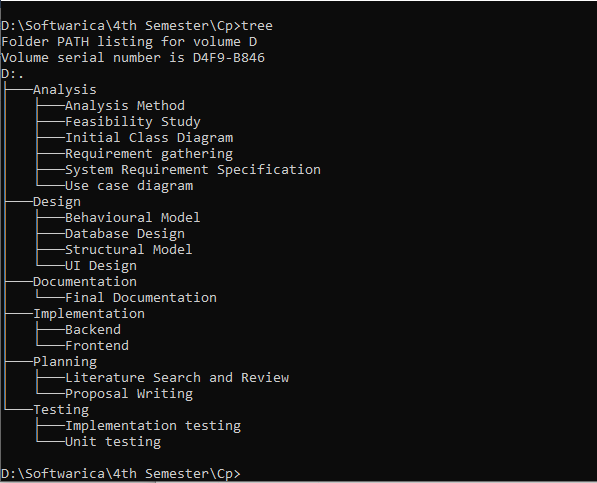 D:\Softwarica\4th Semester\Cp>tree
Folder PATH listing for volume D
Volume serial number is D4F9-B846
D:.
├───Analysis
│   ├───Analysis Method
│   ├───Feasibility Study
│   ├───Initial Class Diagram
│   ├───Requirement gathering
│   ├───System Requirement Specification
│   └───Use case diagram
├───Design
│   ├───Behavioural Model
│   ├───Database Design
│   ├───Structural Model
│   └───UI Design
├───Documentation
│   └───Final Documentation
├───Implementation
│   ├───Backend
│   └───Frontend
├───Planning
│   ├───Literature Search and Review
│   └───Proposal Writing
└───Testing
    ├───Implementation testing
    └───Unit testing
D:\Softwarica\4th Semester\Cp>